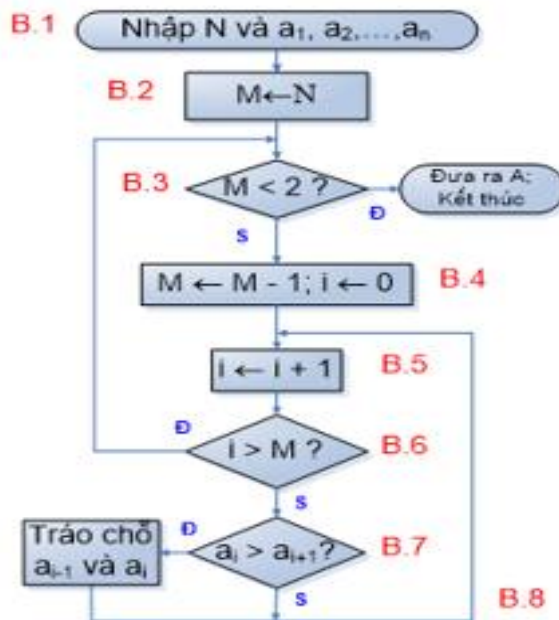 B.1
Nhập N và a₁, a₂,...,aₙ
B.2
M←N
B.3
M < 2 ?
Đ
Đưa ra A;
Kết thúc
S
M ← M - 1; i ← 0
B.4
i ← i + 1
B.5
Đ
i > M ?
B.6
S
Tráo chỗ
aᵢ₋₁ và aᵢ
Đ
aᵢ > aᵢ₊₁?
B.7
S
B.8